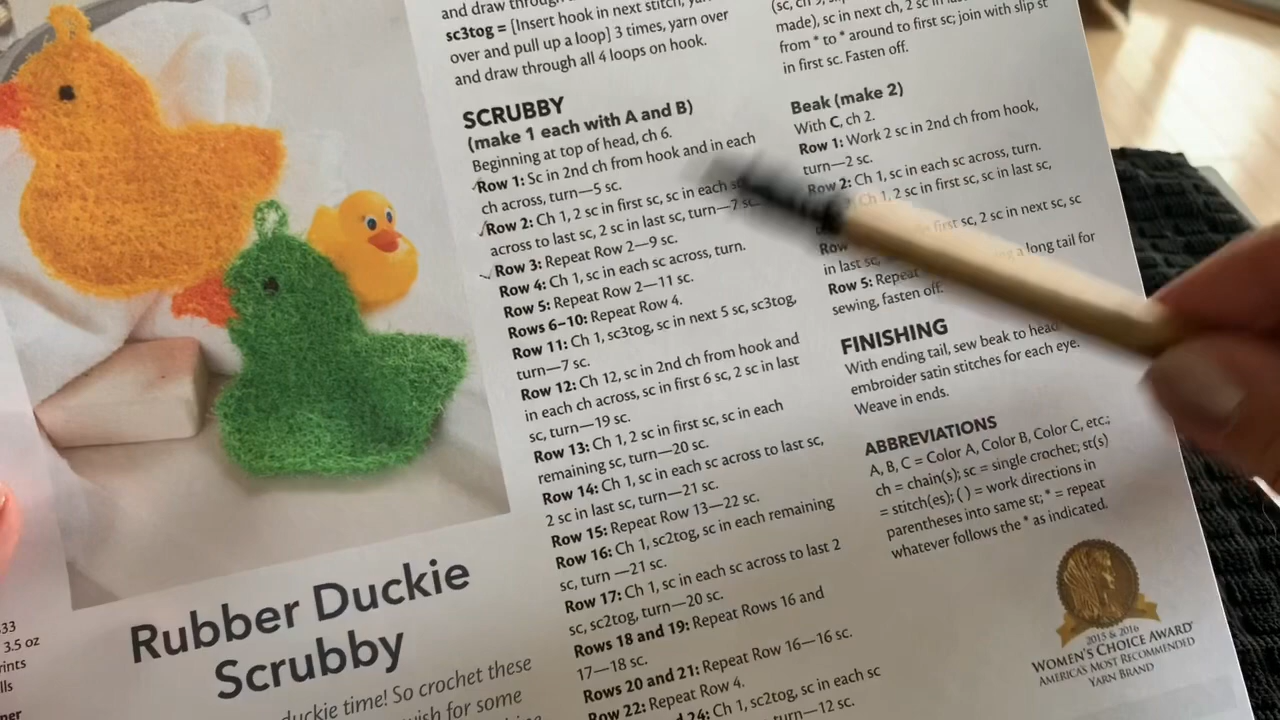 and draw through
sc3tog = [Insert hook in next stitch, yarn
over and pull up a loop] 3 times, yarn over
and draw through all 4 loops on hook.
SCRUBBY
(make 1 each with A and B)
Beginning at top of head, ch 6.
Row 1: Sc in 2nd ch from hook and in each
ch across, turn—5 sc.
Row 2: Ch 1, 2 sc in first sc, sc in each sc
across to last sc, 2 sc in last sc, turn—7 sc.
Row 3: Repeat Row 2—9 sc.
Row 4: Ch 1, sc in each sc across, turn.
Row 5: Repeat Row 2—11 sc.
Rows 6–10: Repeat Row 4.
Row 11: Ch 1, sc3tog, sc in next 5 sc, sc3tog,
turn—7 sc.
Row 12: Ch 12, sc in 2nd ch from hook and
in each ch across, sc in first 6 sc, 2 sc in last
sc, turn—19 sc.
Row 13: Ch 1, 2 sc in first sc, sc in each
remaining sc, turn—20 sc.
Row 14: Ch 1, sc in each sc across to last sc,
2 sc in last sc, turn—21 sc.
Row 15: Repeat Row 13—22 sc.
Row 16: Ch 1, sc2tog, sc in each remaining
sc, turn —21 sc.
Row 17: Ch 1, sc in each sc across to last 2
sc, sc2tog, turn—20 sc.
Rows 18 and 19: Repeat Rows 16 and
17—18 sc.
Rows 20 and 21: Repeat Row 16—16 sc.
Row 22: Repeat Row 4.
24: Ch 1, sc2tog, sc in each sc
turn—12 sc.
made), sc in next ch, 2 sc in
from * to * around to first sc; join with slip st
in first sc. Fasten off.
Beak (make 2)
With C, ch 2.
Row 1: Work 2 sc in 2nd ch from hook,
turn—2 sc.
Row 2: Ch 1, sc in each sc across, turn.
Ch 1, 2 sc in first sc, sc in last sc,
Row first sc, 2 sc in next sc, sc
in last sc,
Row 5: Repeat a long tail for
sewing, fasten off.
FINISHING
With ending tail, sew beak to head
embroider satin stitches for each eye.
Weave in ends.
ABBREVIATIONS
A, B, C = Color A, Color B, Color C, etc;
ch = chain(s); sc = single crochet; st(s)
= stitch(es); ( ) = work directions in
parentheses into same st; * = repeat
whatever follows the * as indicated.
2015 & 2016
WOMEN'S CHOICE AWARD
AMERICA'S MOST RECOMMENDED
YARN BRAND
Rubber Duckie
Scrubby
duckie time! So crochet these
wish for some
33
3.5 oz